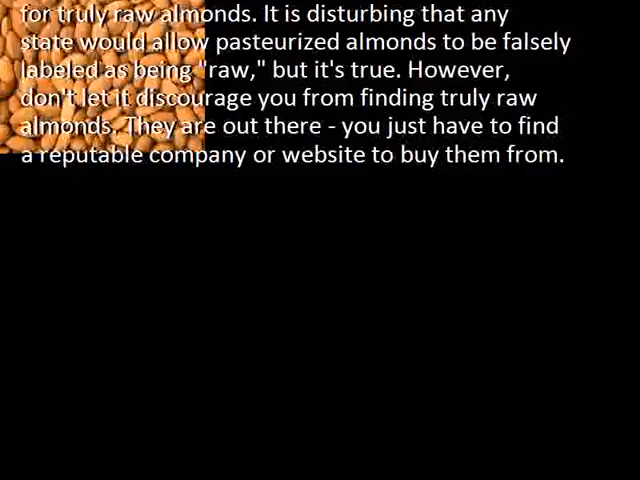 for truly raw almonds. It is disturbing that any
state would allow pasteurized almonds to be falsely
labeled as being "raw," but it's true. However,
don't let it discourage you from finding truly raw
almonds. They are out there - you just have to find
a reputable company or website to buy them from.